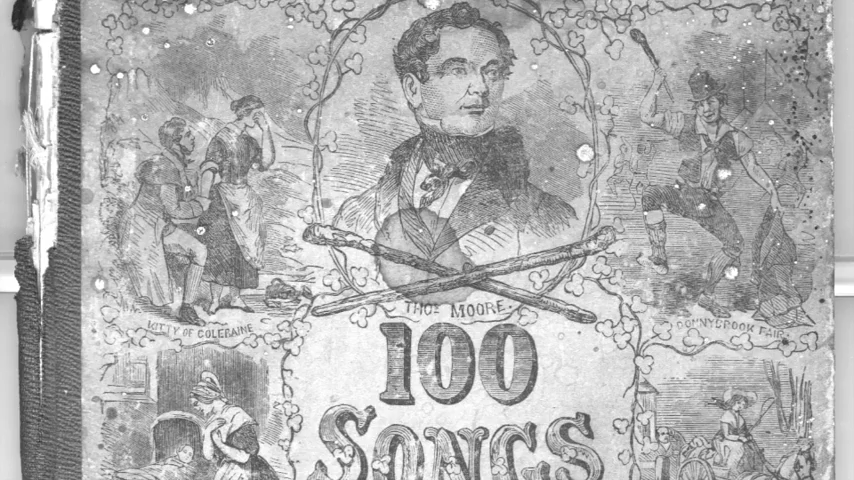 THOS MOORE.
KITTY OF COLERAINE
DONNYBROOK FAIR
100
SONGS